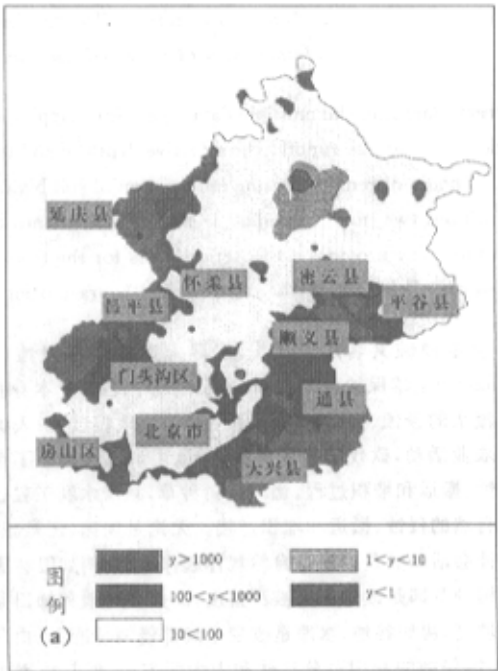 延庆县
怀柔县
密云县
昌平县
平谷县
顺义县
门头沟区
通县
北京市
房山区
大兴县
图例
(a)
y>1000
1<y<10
100<y<1000
y<1
10<100